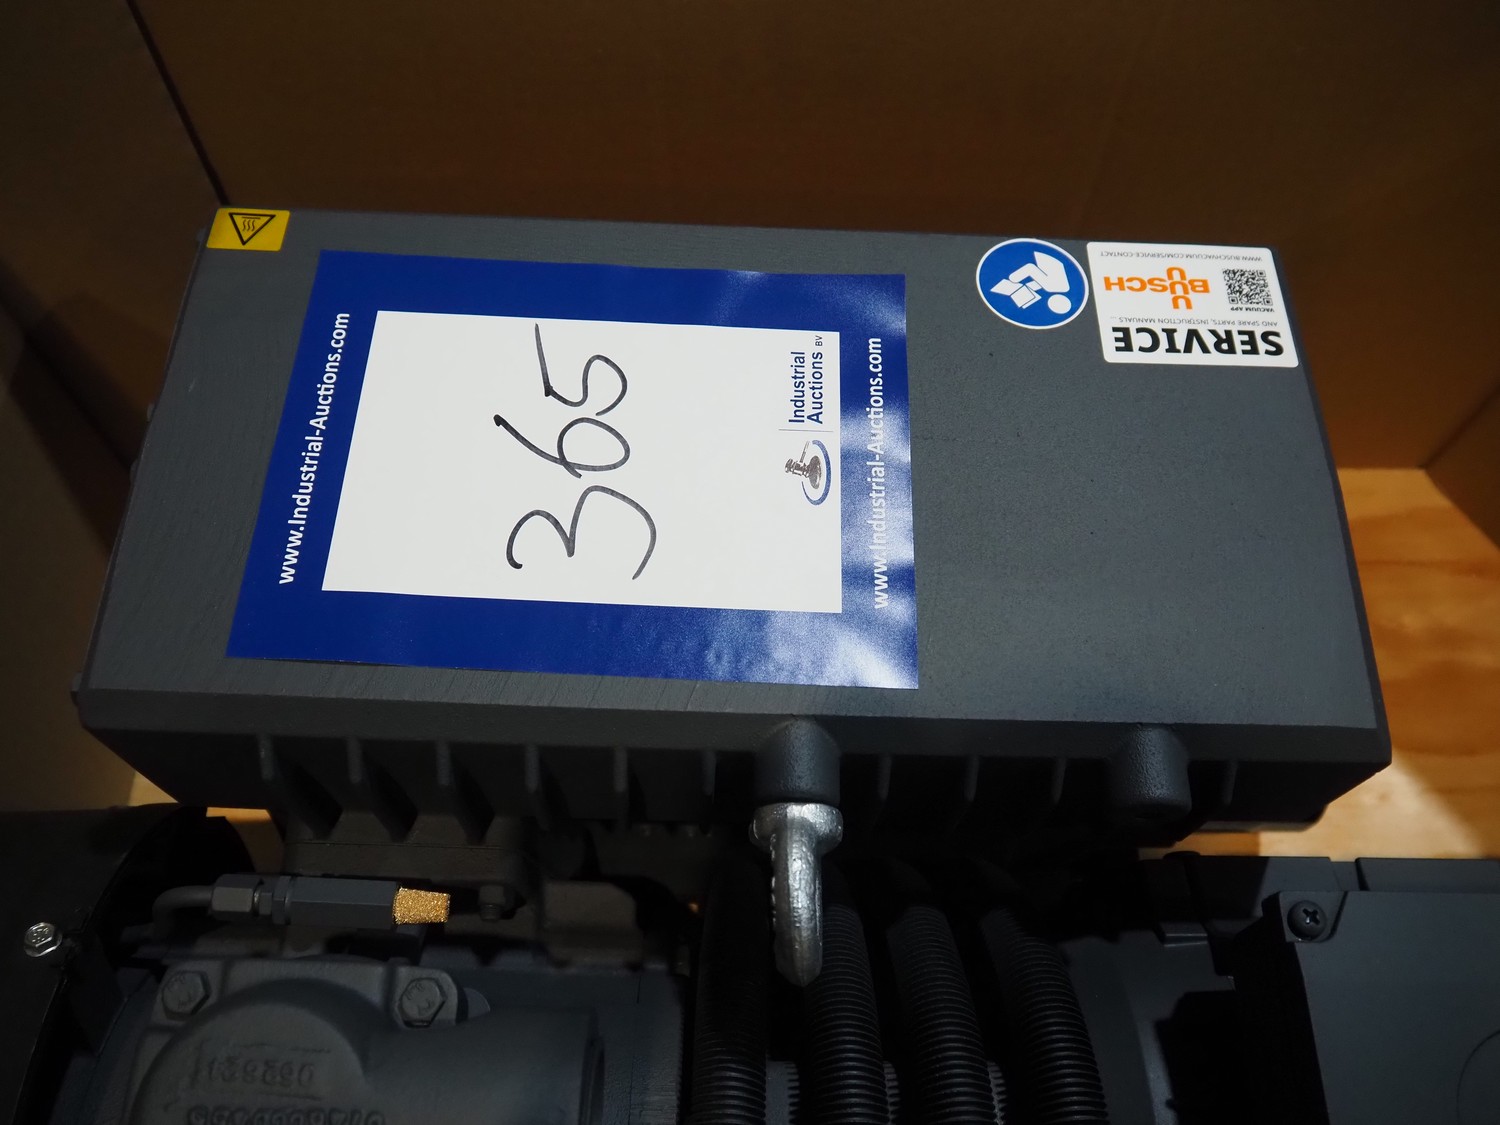 www.Industrial-Auctions.com
365
Industrial
Auctions BV
www.Industrial-Auctions.com
SERVICE
AND SPARE PARTS, INSTRUCTION MANUALS ...
VACUUM APP
BUSCH
WWW.BUSCHVACUUM.COM/SERVICE-CONTACT